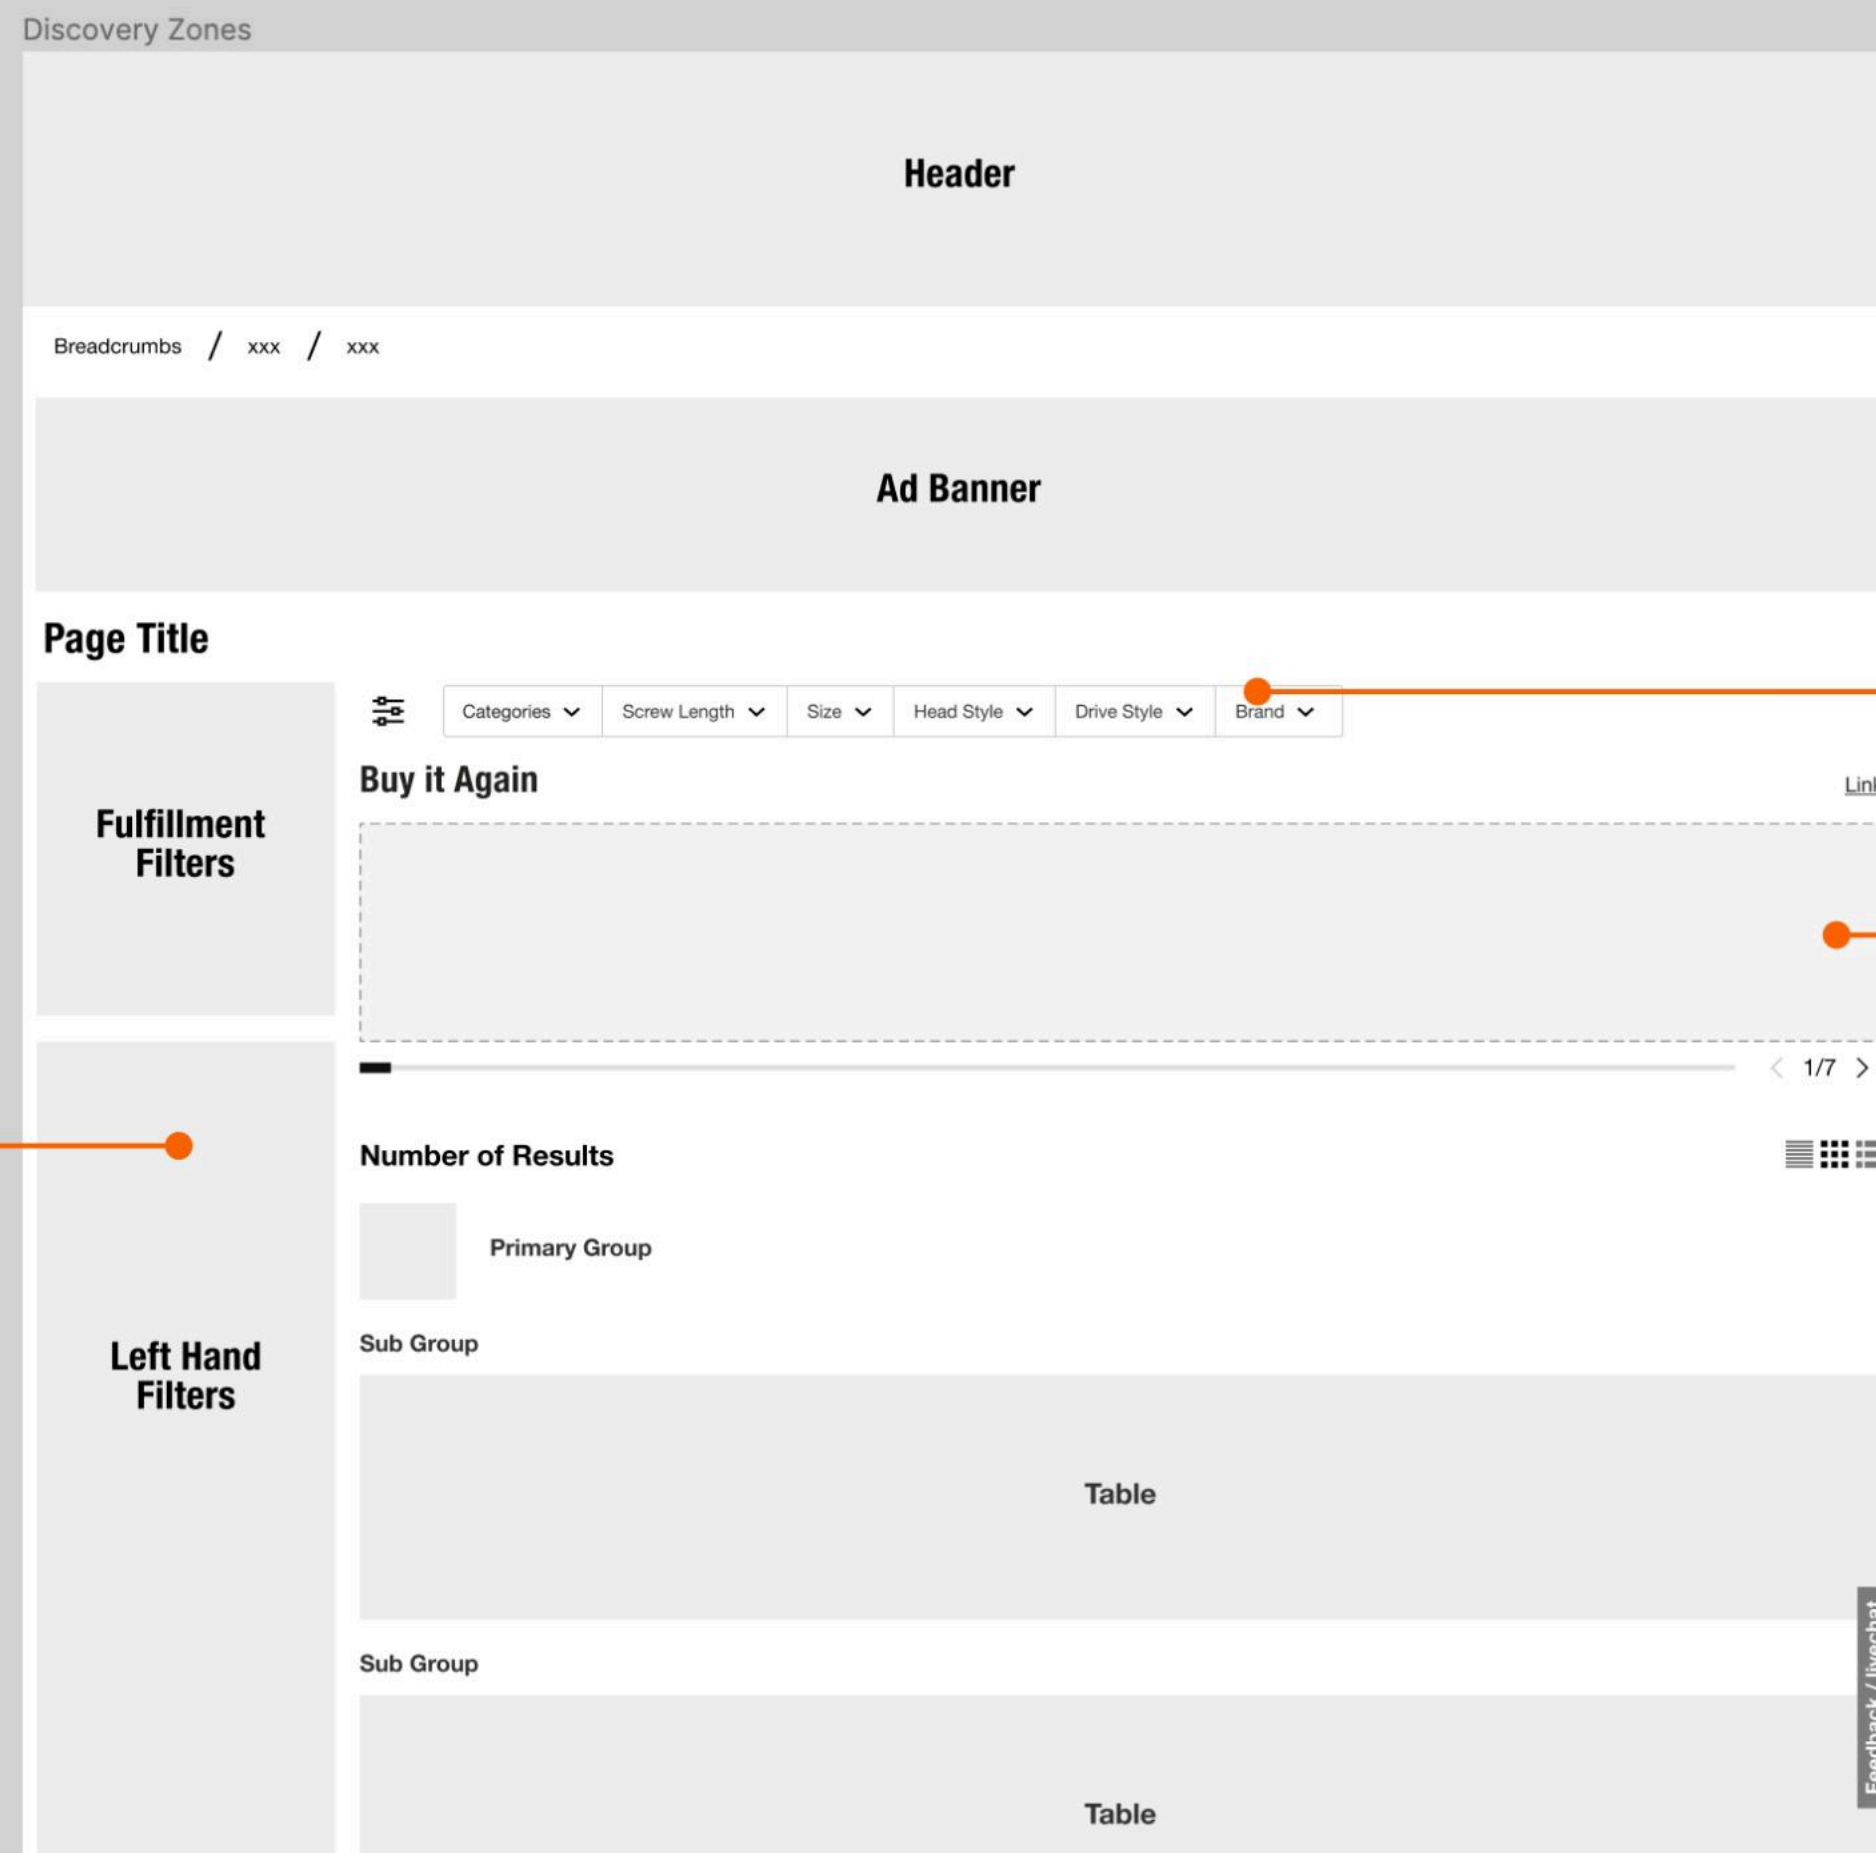 Discovery Zones
Header
Breadcrumbs / xxx / xxx
Ad Banner
Page Title
Categories Screw Length Size Head Style Drive Style Brand
Buy it Again
Fulfillment
Filters
1/7
Number of Results
Primary Group
Sub Group
Left Hand
Filters
Table
Sub Group
Feedback / livechat
Table